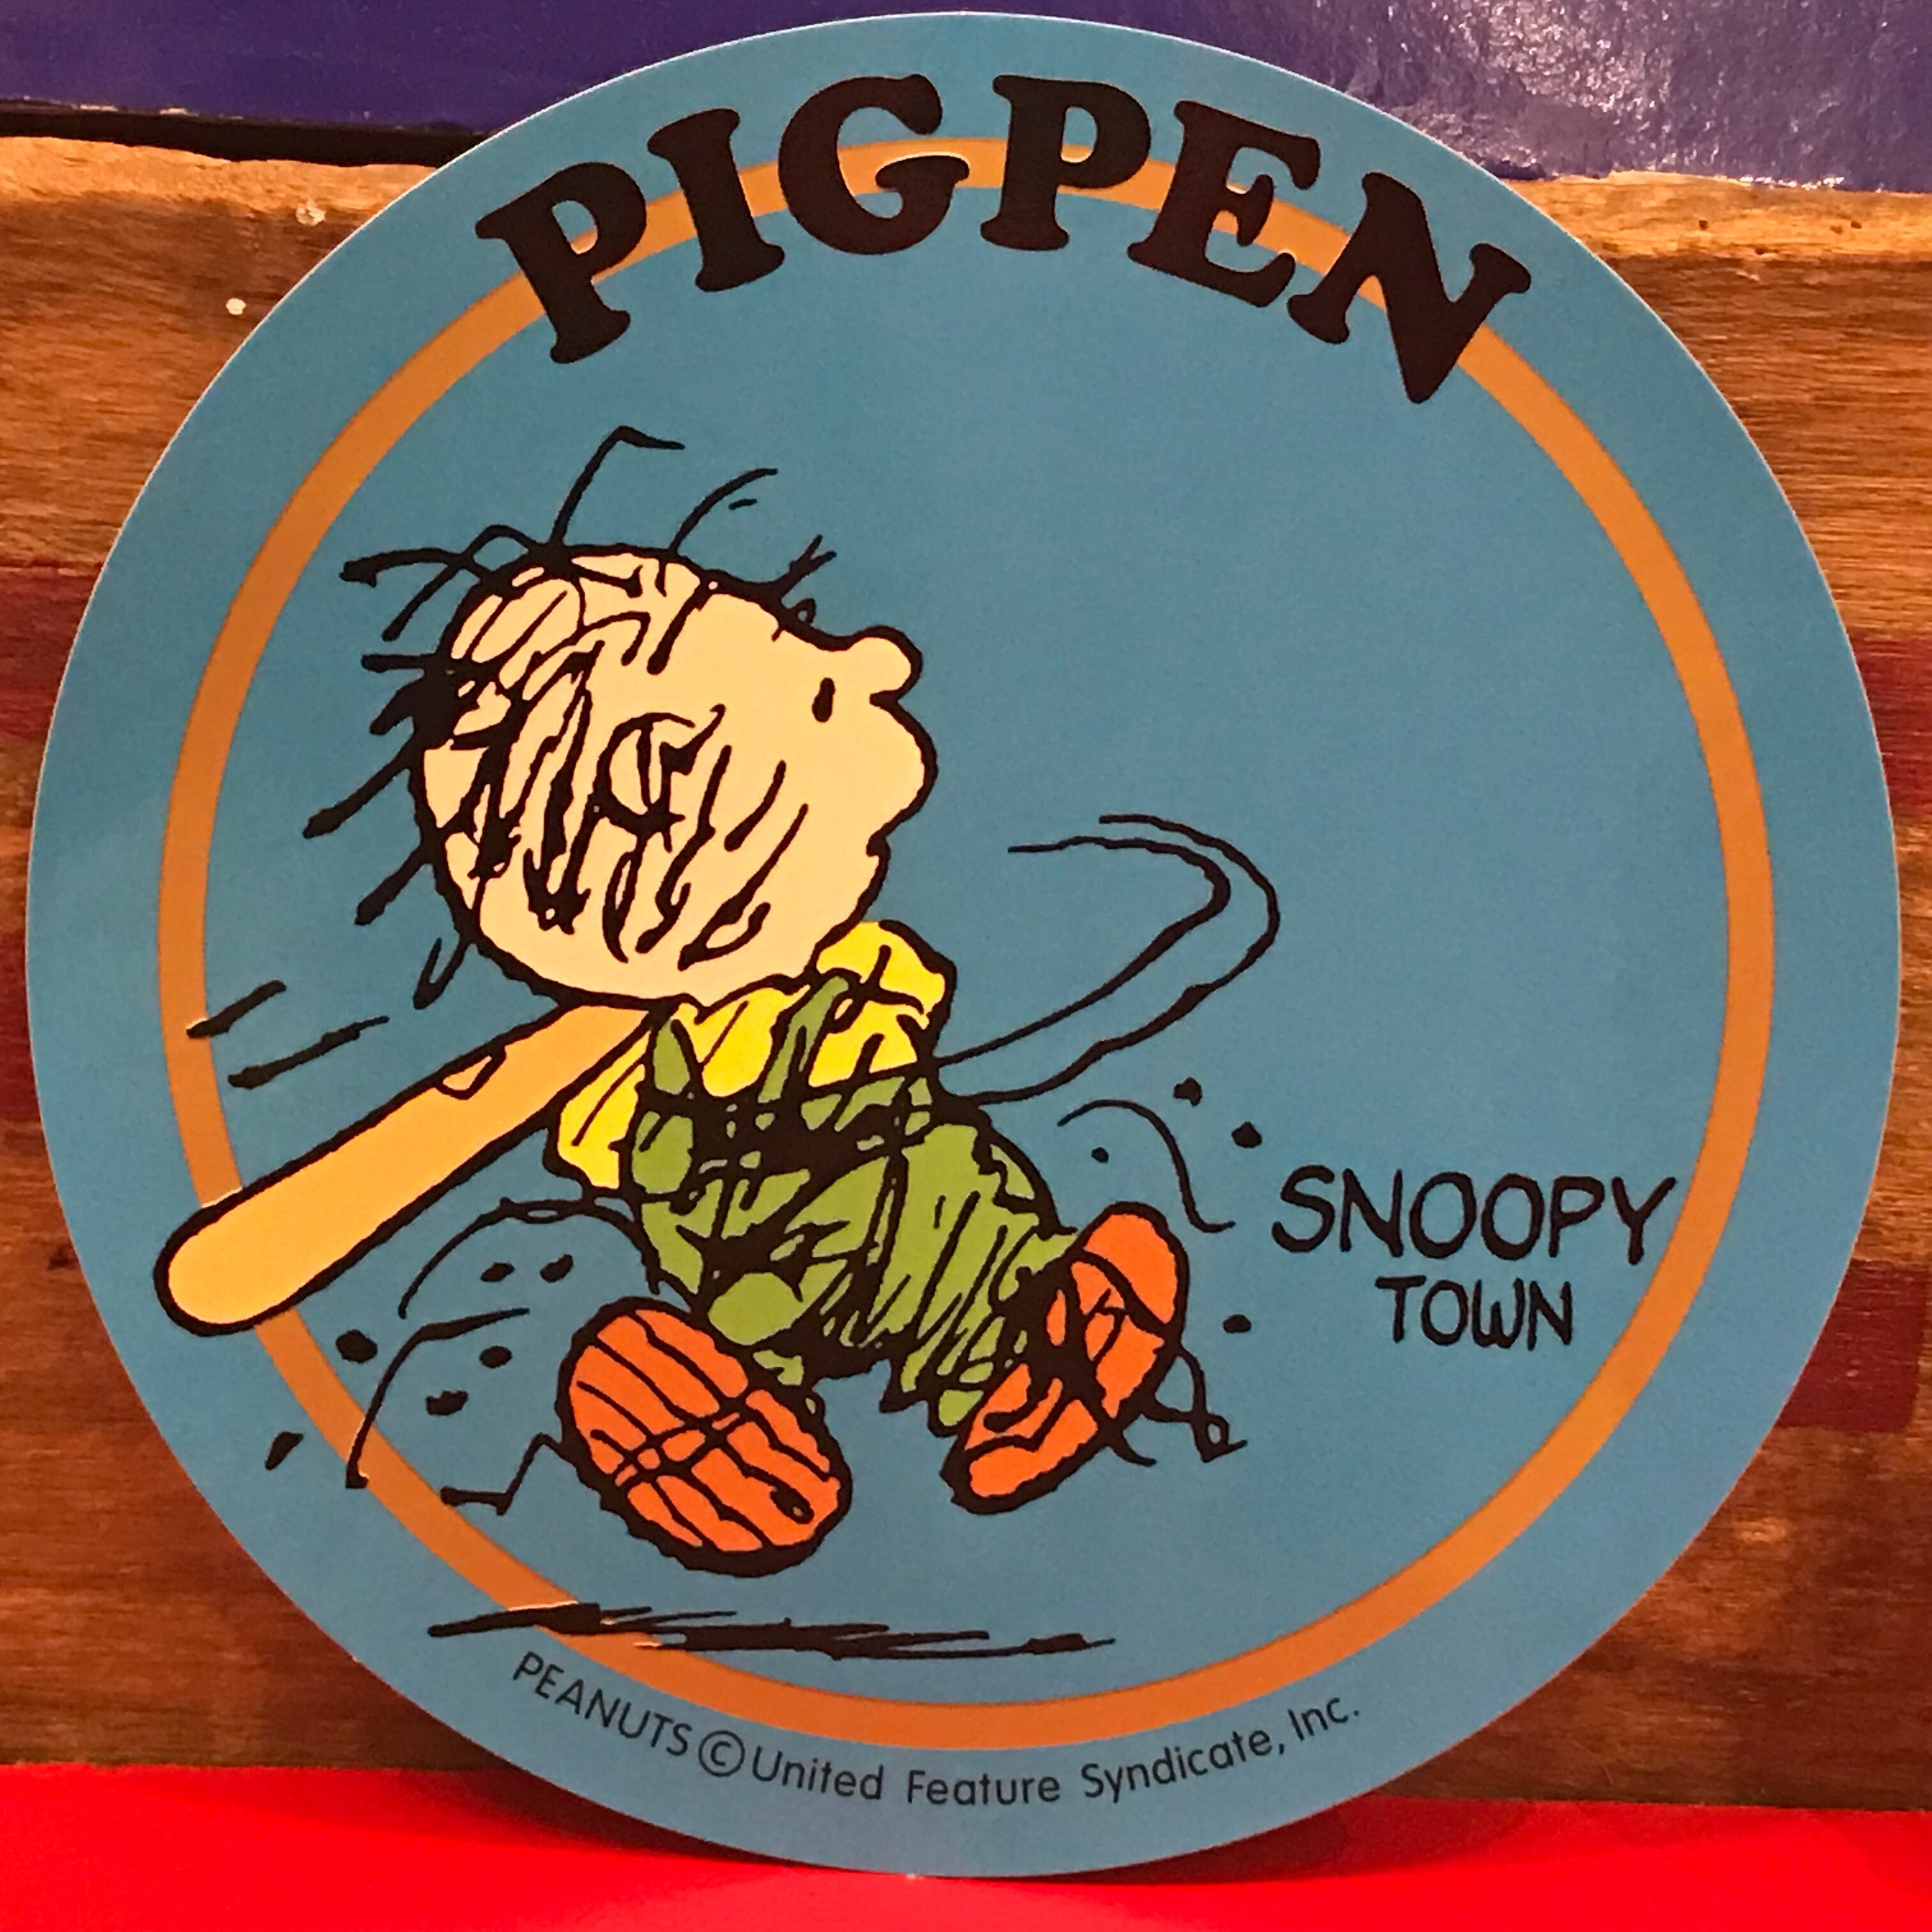 PIGPEN
SNOOPY
TOWN
PEANUTS © United Feature Syndicate, Inc.